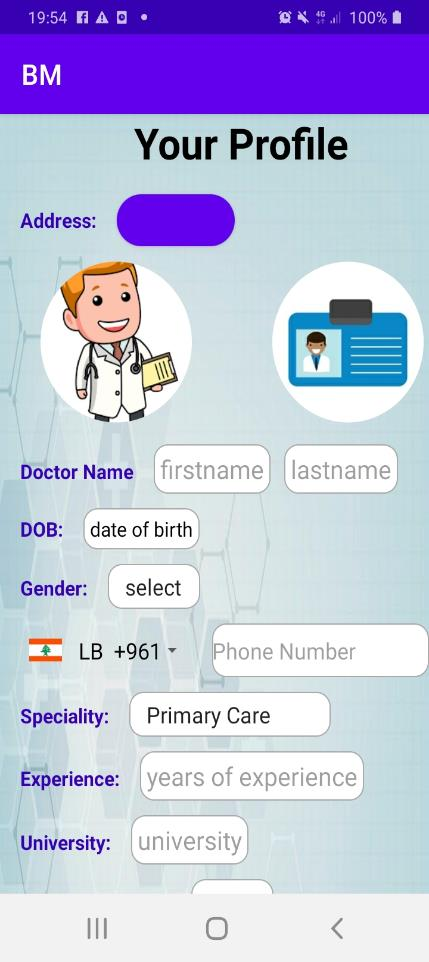 19:54 4G 100%
BM
Your Profile
Address:
Doctor Name firstname lastname
DOB: date of birth
Gender: select
LB +961 Phone Number
Speciality: Primary Care
Experience: years of experience
University: university